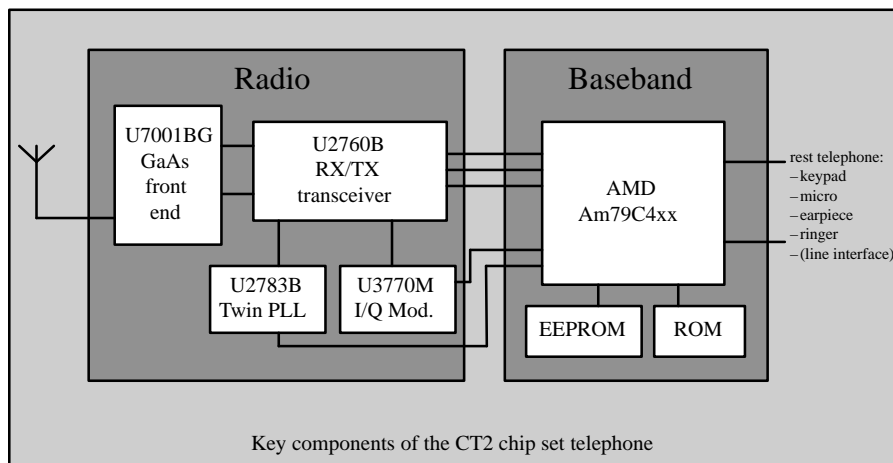 Radio
Baseband
U7001BG
GaAs
front
end
U2760B
RX/TX
transceiver
AMD
Am79C4xx
rest telephone:
– keypad
– micro
– earpiece
– ringer
– (line interface)
U2783B
Twin PLL
U3770M
I/Q Mod.
EEPROM
ROM
Key components of the CT2 chip set telephone